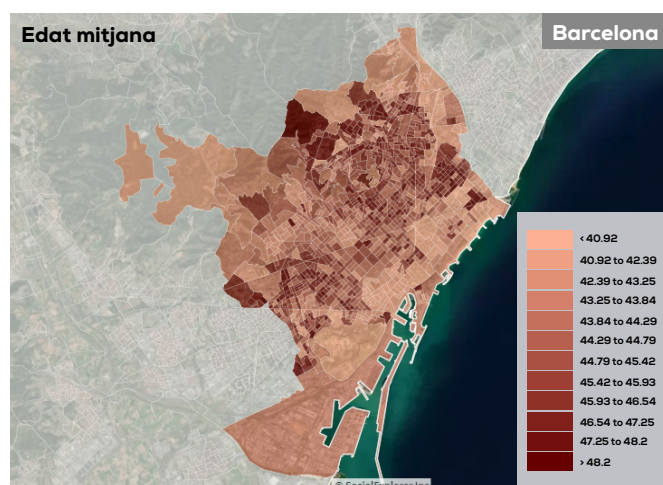 Edat mitjana
Barcelona
< 40.92
40.92 to 42.39
42.39 to 43.25
43.25 to 43.84
43.84 to 44.29
44.29 to 44.79
44.79 to 45.42
45.42 to 45.93
45.93 to 46.54
46.54 to 47.25
47.25 to 48.2
> 48.2
© SocialExplorer Inc